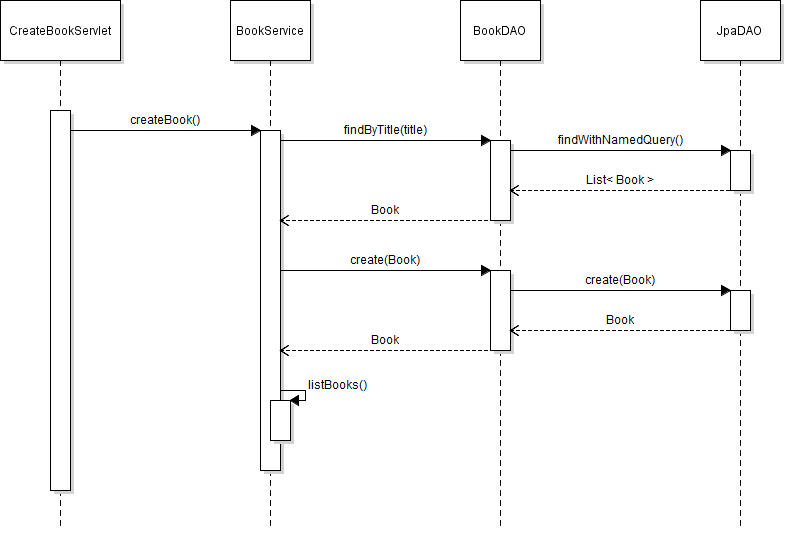 CreateBookServlet
BookService
BookDAO
JpaDAO
createBook()
findByTitle(title)
findWithNamedQuery()
List< Book >
Book
create(Book)
create(Book)
Book
Book
listBooks()